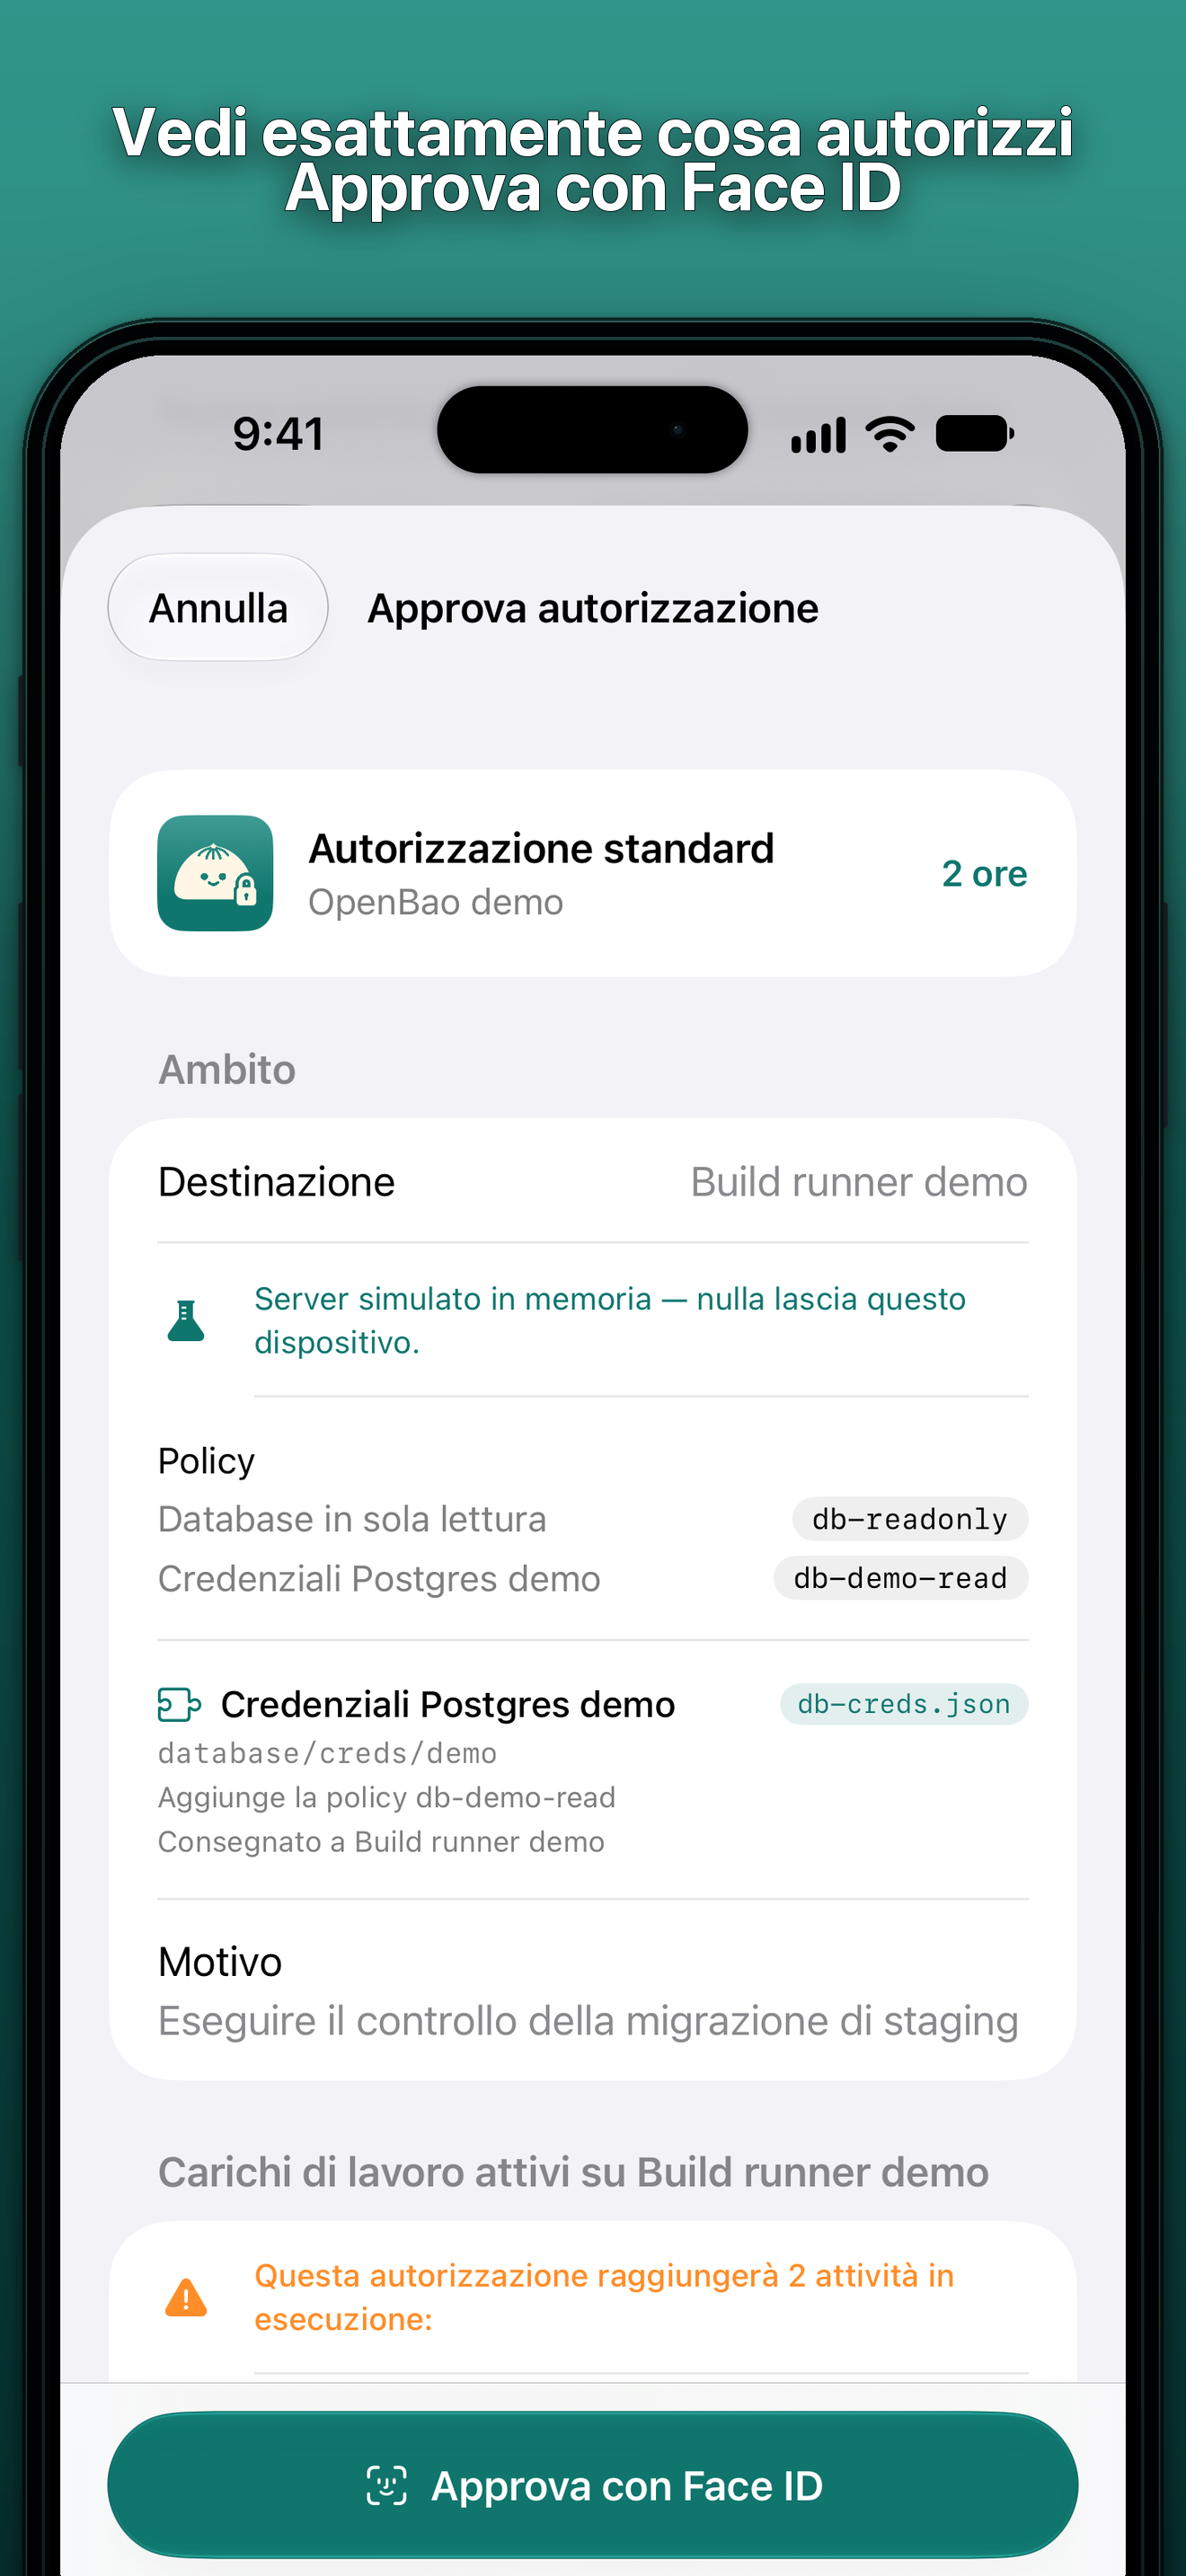 Vedi esattamente cosa autorizzi
Approva con Face ID
9:41
Annulla
Approva autorizzazione
Autorizzazione standard
OpenBao demo
2 ore
Ambito
Destinazione
Build runner demo
Server simulato in memoria — nulla lascia questo
dispositivo.
Policy
Database in sola lettura
db-readonly
Credenziali Postgres demo
db-demo-read
Credenziali Postgres demo
db-creds.json
database/creds/demo
Aggiunge la policy db-demo-read
Consegnato a Build runner demo
Motivo
Eseguire il controllo della migrazione di staging
Carichi di lavoro attivi su Build runner demo
Questa autorizzazione raggiungerà 2 attività in
esecuzione:
Approva con Face ID